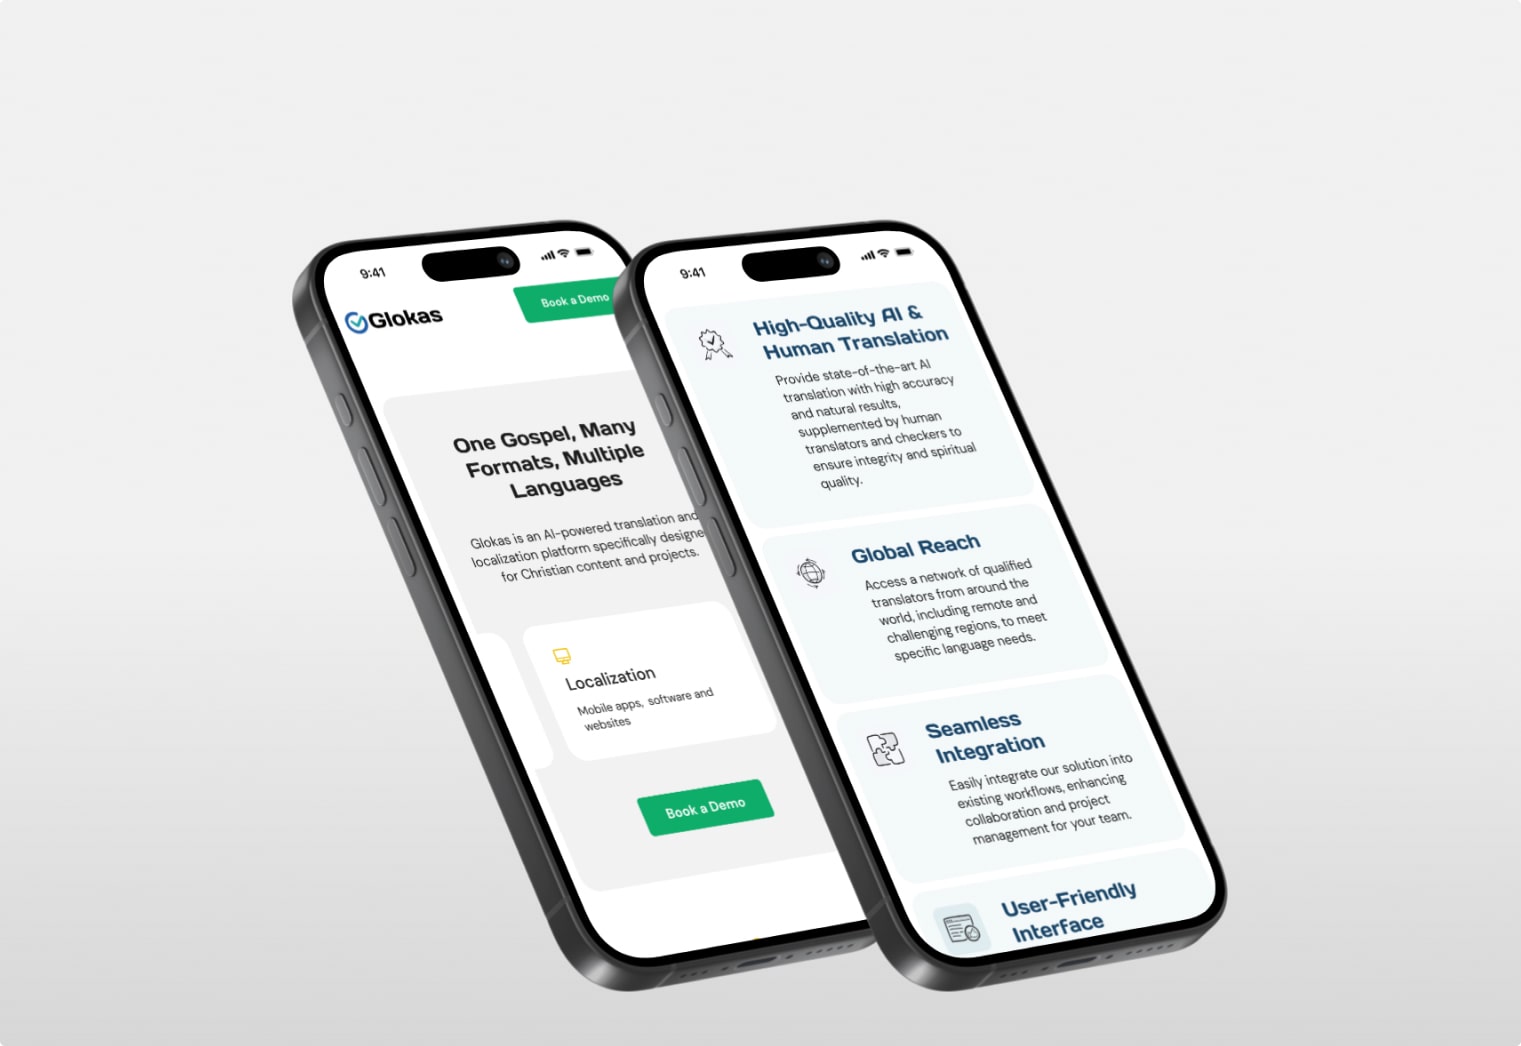 9:41
Glokas
Book a Demo
One Gospel, Many
Formats, Multiple
Languages
Glokas is an AI-powered translation and
localization platform specifically designe
for Christian content and projects.
Localization
Mobile apps, software and
websites
Book a Demo
9:41
High-Quality AI &
Human Translation
Provide state-of-the-art AI
translation with high accuracy
and natural results,
supplemented by human
translators and checkers to
ensure integrity and spiritual
quality.
Global Reach
Access a network of qualified
translators from around the
world, including remote and
challenging regions, to meet
specific language needs.
Seamless
Integration
Easily integrate our solution into
existing workflows, enhancing
collaboration and project
management for your team.
User-Friendly
Interface